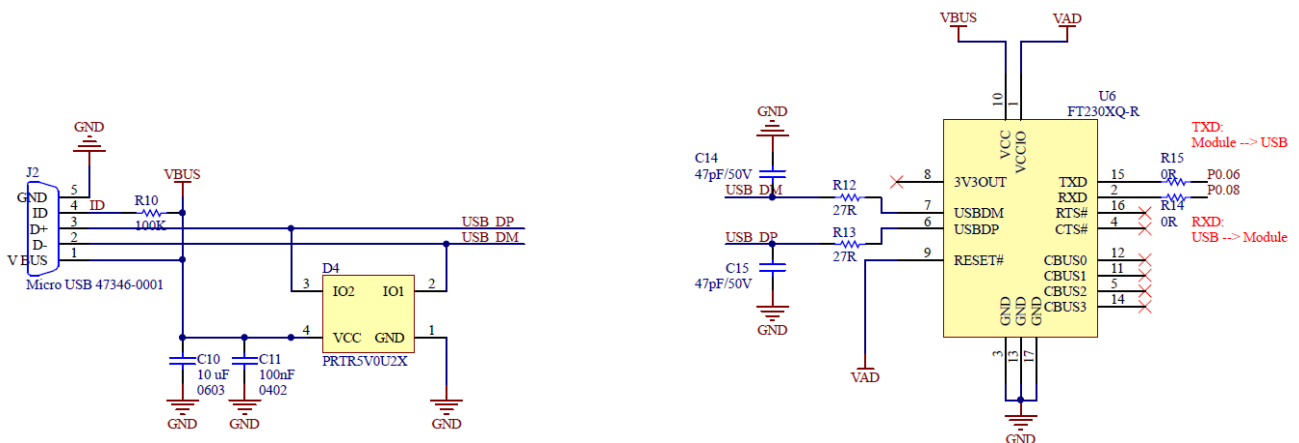 GND
J2
GND 5
ID 4 ID
D+ 3
D- 2
V BUS 1
Micro USB 47346-0001
VBUS
R10
100K
USB_DP
USB_DM
D4
3 IO2 IO1 2
4 VCC GND 1
PRTR5V0U2X
C10
10 uF
0603
GND
C11
100nF
0402
GND
GND
VBUS
VAD
10
1
U6
FT230XQ-R
VCC
VCCIO
GND
C14
47pF/50V
USB_DM
R12
27R
USB_DP
R13
27R
C15
47pF/50V
GND
VAD
8 3V3OUT
7 USBDM
6 USBDP
9 RESET#
TXD 15
RXD 2
RTS# 16
CTS# 4
CBUS0 12
CBUS1 11
CBUS2 5
CBUS3 14
GND
GND
GND
3
13
17
GND
TXD:
Module --> USB
R15
0R P0.06
P0.08
R14
0R
RXD:
USB --> Module